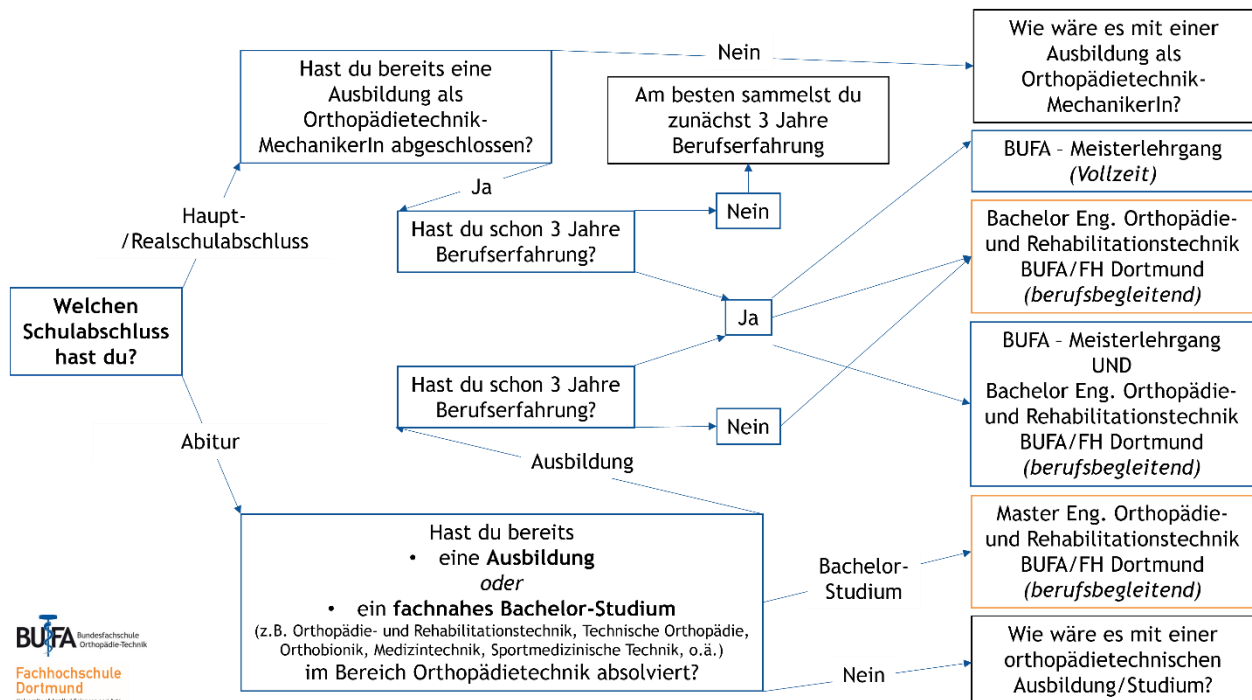 Hast du bereits eine
Ausbildung als
Orthopädietechnik-
MechanikerIn abgeschlossen?
Nein
Wie wäre es mit einer
Ausbildung als
Orthopädietechnik-
MechanikerIn?
Am besten sammelst du
zunächst 3 Jahre
Berufserfahrung
Ja
Nein
Haupt-
/Realschulabschluss
Hast du schon 3 Jahre
Berufserfahrung?
BUFA - Meisterlehrgang
(Vollzeit)
Bachelor Eng. Orthopädie-
und Rehabilitationstechnik
BUFA/FH Dortmund
(berufsbegleitend)
Welchen
Schulabschluss
hast du?
Ja
Hast du schon 3 Jahre
Berufserfahrung?
Nein
BUFA - Meisterlehrgang
UND
Bachelor Eng. Orthopädie-
und Rehabilitationstechnik
BUFA/FH Dortmund
(berufsbegleitend)
Abitur
Ausbildung
Hast du bereits
• eine Ausbildung
oder
• ein fachnahes Bachelor-Studium
(z.B. Orthopädie- und Rehabilitationstechnik, Technische Orthopädie,
Orthobionik, Medizintechnik, Sportmedizinische Technik, o.ä.)
im Bereich Orthopädietechnik absolviert?
Bachelor-
Studium
Master Eng. Orthopädie-
und Rehabilitationstechnik
BUFA/FH Dortmund
(berufsbegleitend)
Nein
Wie wäre es mit einer
orthopädietechnischen
Ausbildung/Studium?
BUFA
Bundesfachschule
Orthopädie-Technik
Fachhochschule
Dortmund